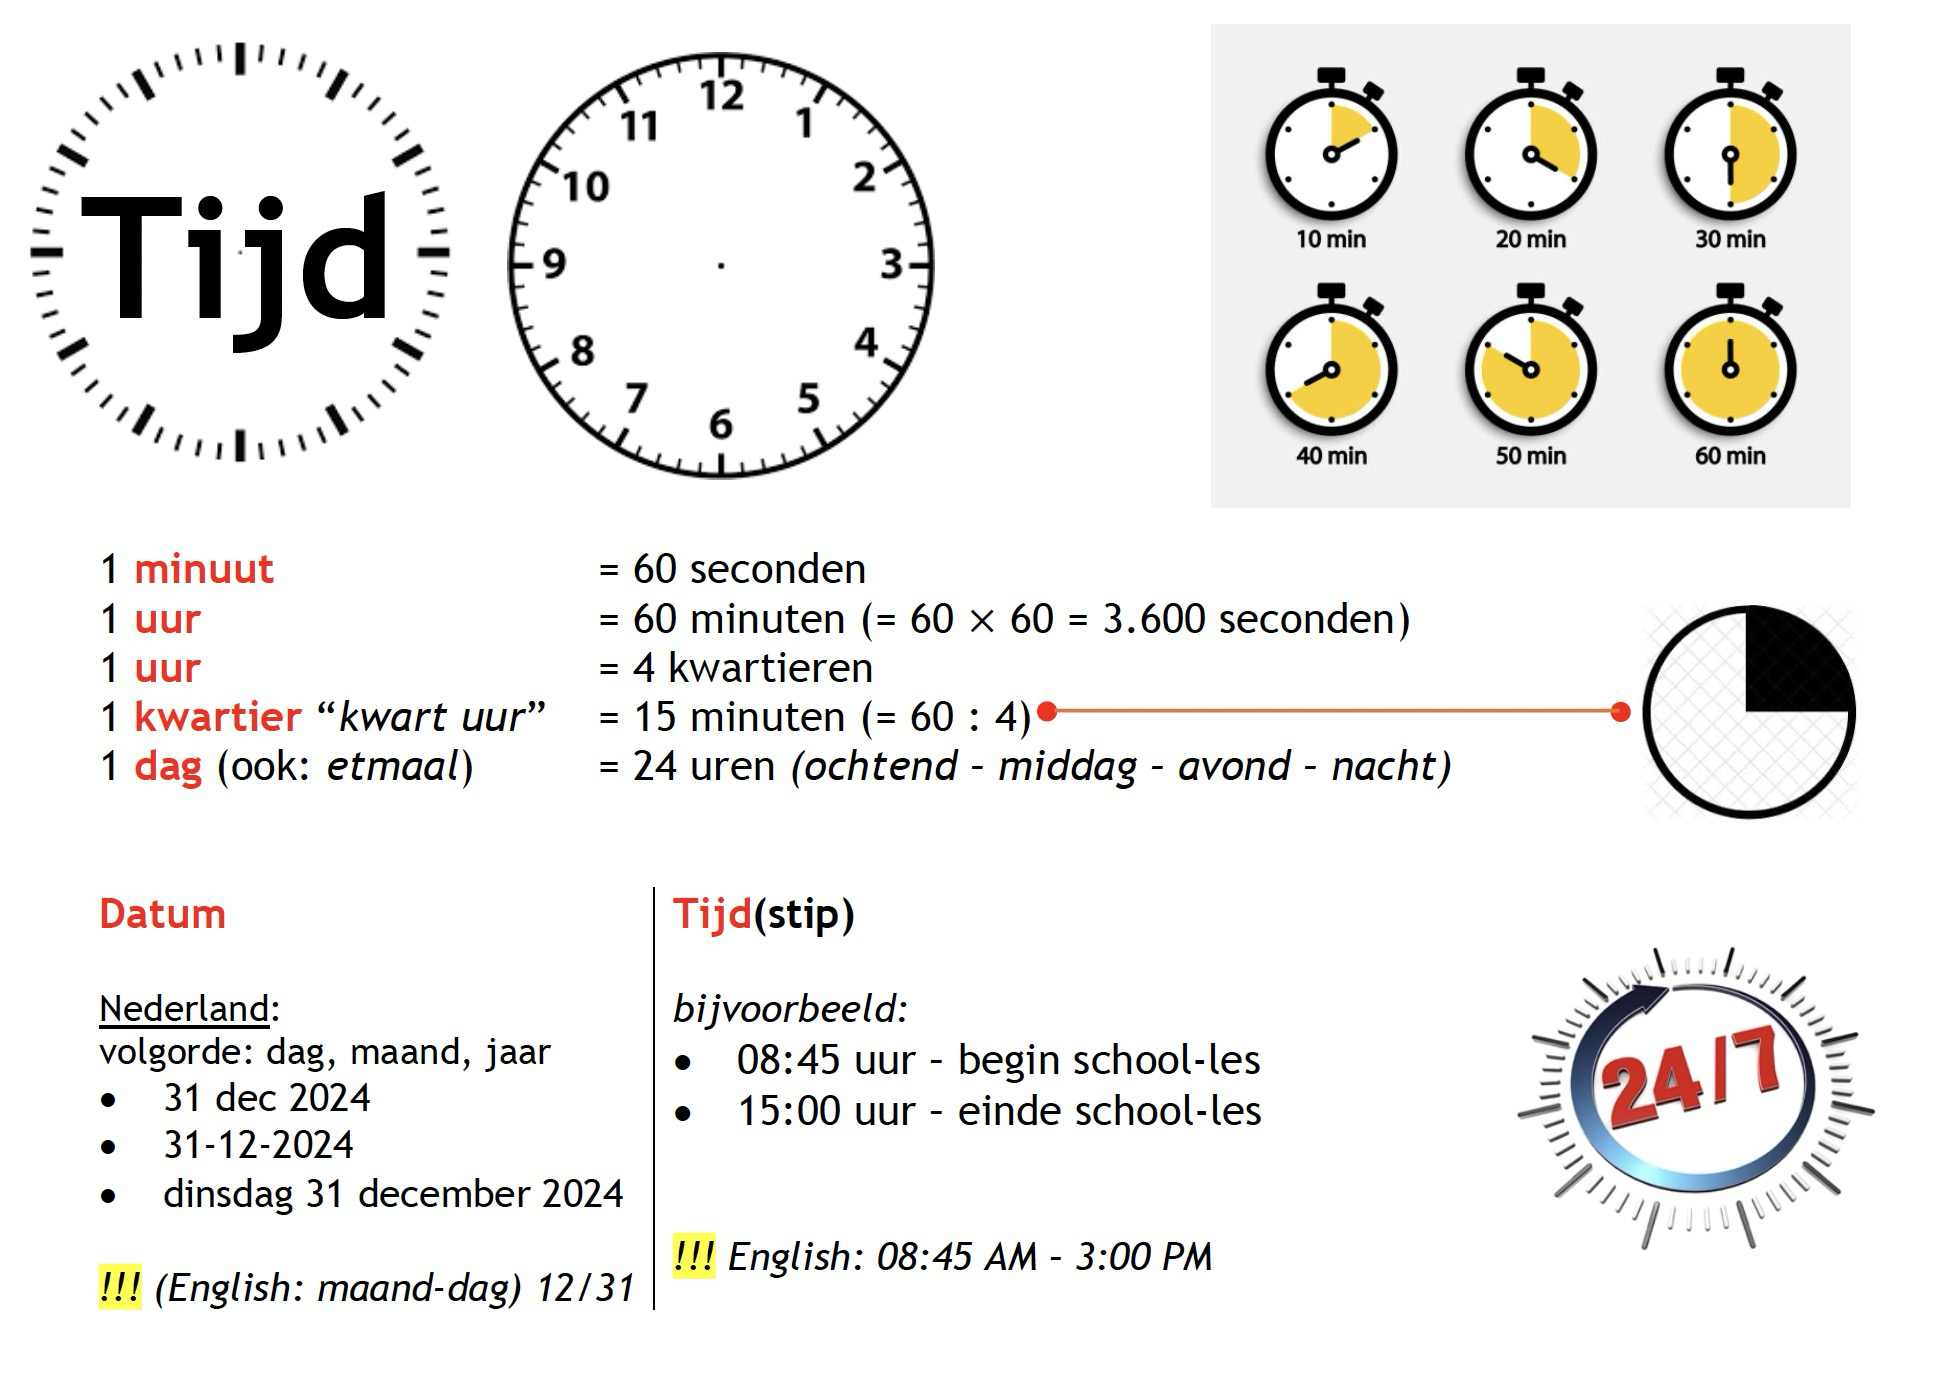 Tijd
12
1
2
3
4
5
6
7
8
9
10
11
10 min
20 min
30 min
40 min
50 min
60 min
1 minuut = 60 seconden
1 uur = 60 minuten (= 60 × 60 = 3.600 seconden)
1 uur = 4 kwartieren
1 kwartier “kwart uur” = 15 minuten (= 60 : 4)
1 dag (ook: etmaal) = 24 uren (ochtend – middag – avond – nacht)
Datum
Nederland:
volgorde: dag, maand, jaar
• 31 dec 2024
• 31-12-2024
• dinsdag 31 december 2024
!!! (English: maand-dag) 12/31
Tijd(stip)
bijvoorbeeld:
• 08:45 uur – begin school-les
• 15:00 uur – einde school-les
!!! English: 08:45 AM – 3:00 PM
24/7